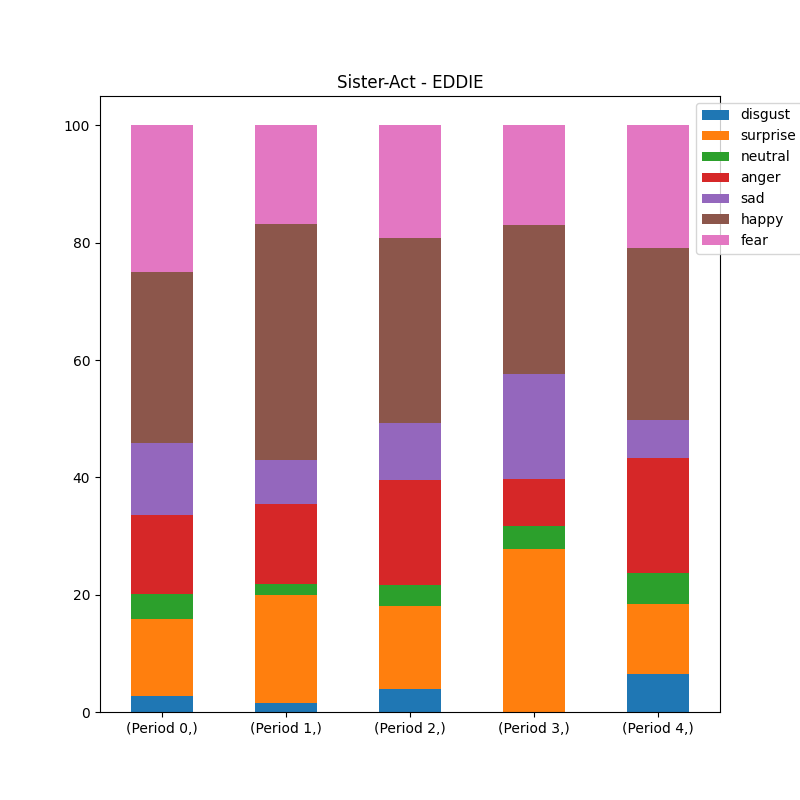 Sister-Act - EDDIE
100
80
60
40
20
0
(Period 0,) (Period 1,) (Period 2,) (Period 3,) (Period 4,)
disgust
surprise
neutral
anger
sad
happy
fear